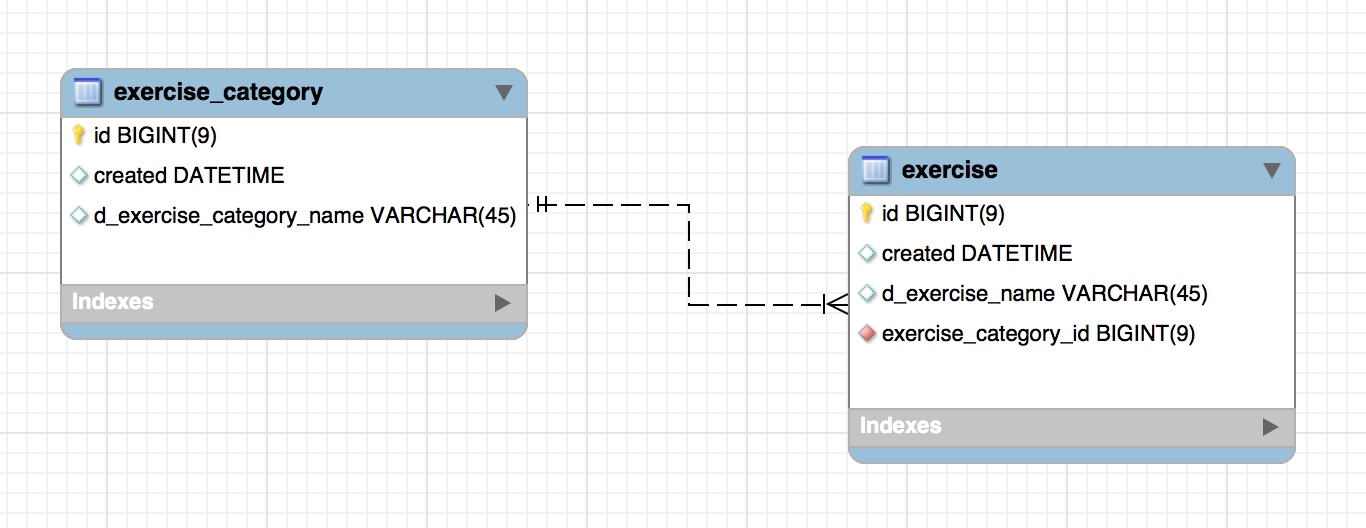 exercise_category
id BIGINT(9)
created DATETIME
d_exercise_category_name VARCHAR(45)
Indexes
exercise
id BIGINT(9)
created DATETIME
d_exercise_name VARCHAR(45)
exercise_category_id BIGINT(9)
Indexes